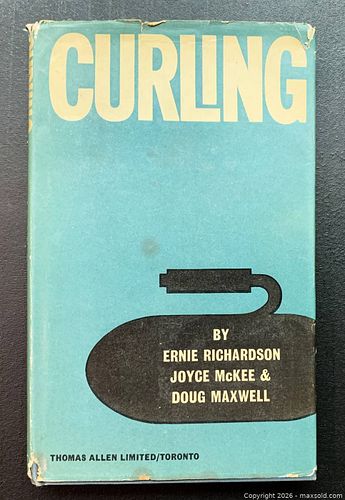 CURLING
BY
ERNIE RICHARDSON
JOYCE McKEE &
DOUG MAXWELL
THOMAS ALLEN LIMITED/TORONTO
Copyright 2026 - maxsold.com